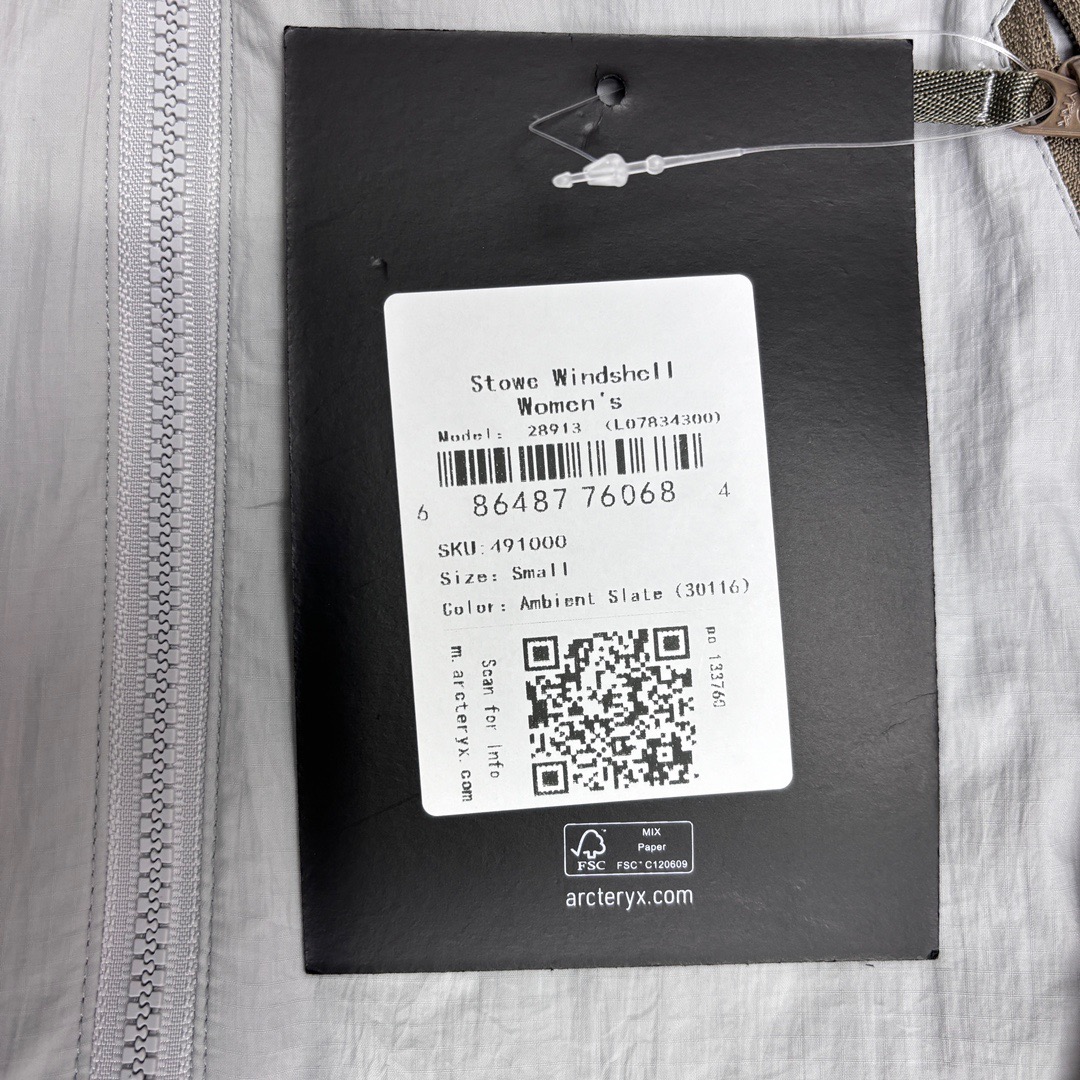 Stowe Windshell
Women's
Model: 28913 (L07834300)
6 86487 76068 4
SKU:491000
Size: Small
Color: Ambient Slate (30116)
Scan for Info
m.arcteryx.com
po 133760
FSC
MIX
Paper
FSC™ C120609
arcteryx.com